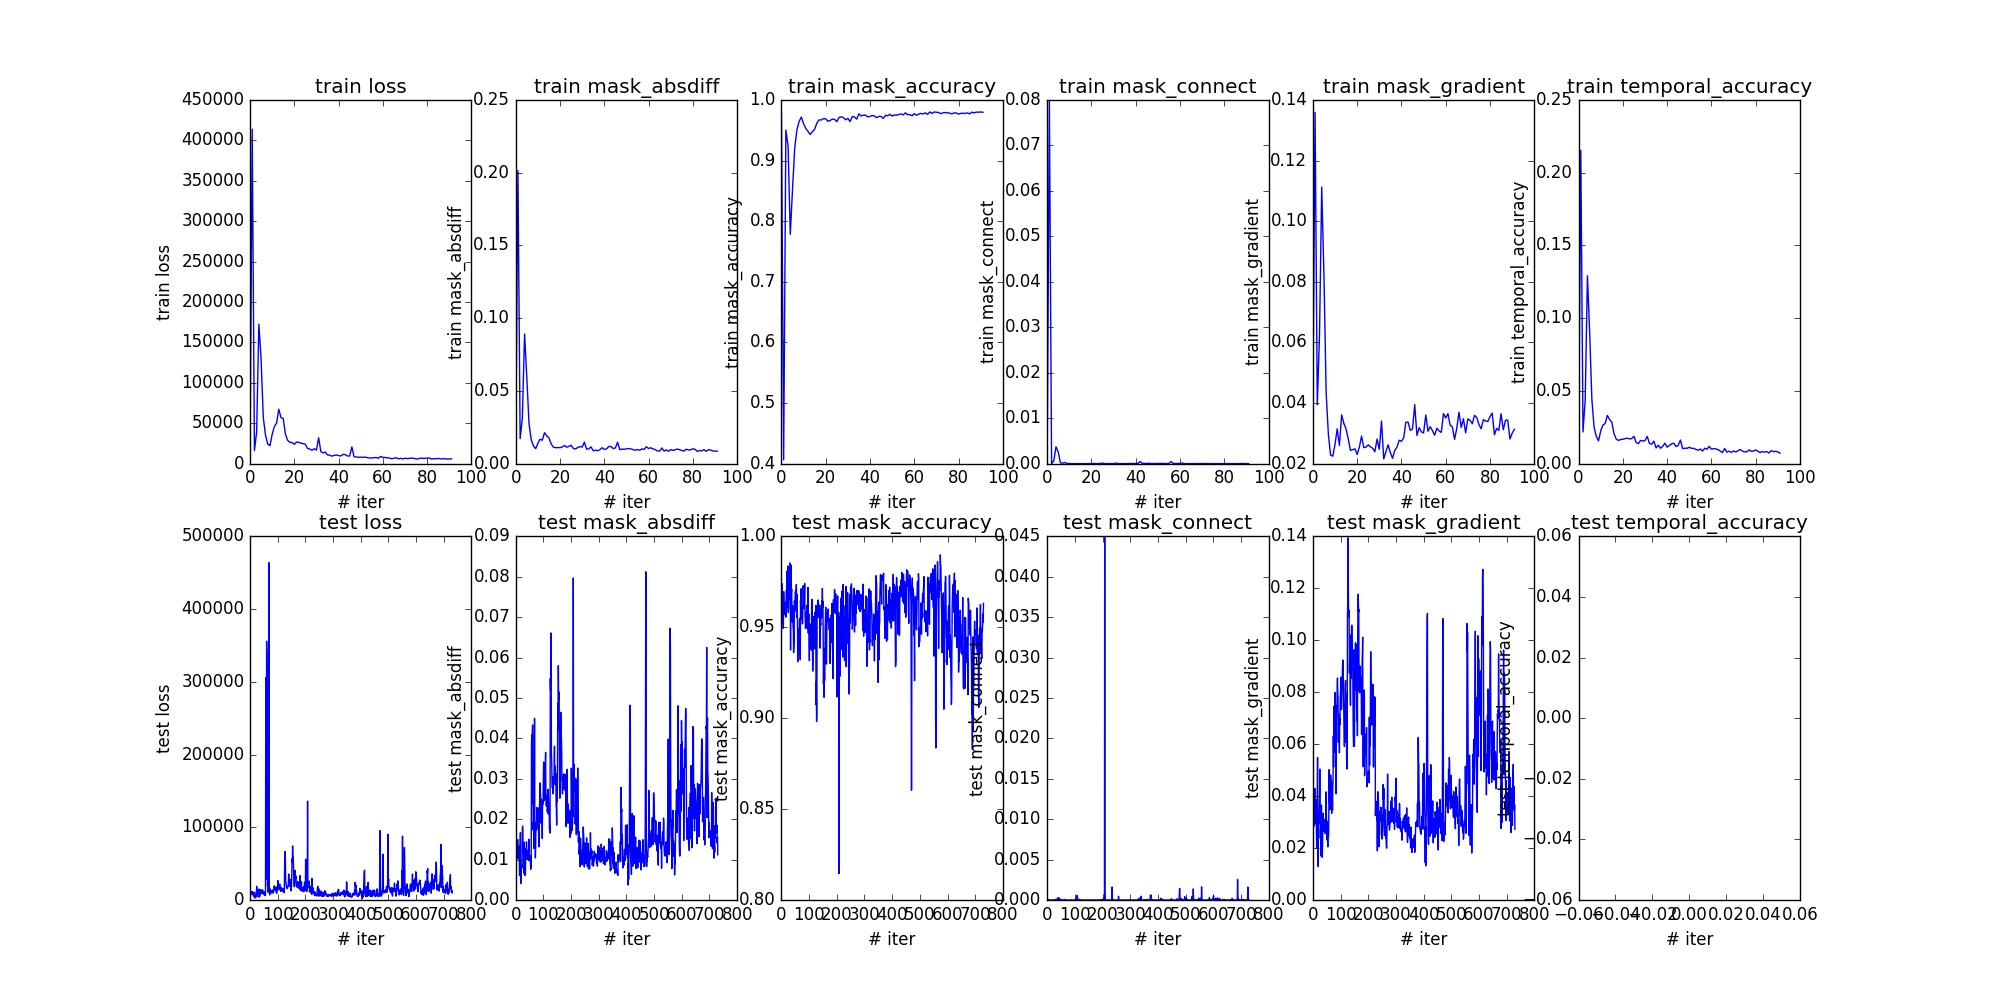 train loss
train mask_absdiff
train mask_accuracy
train mask_connect
train mask_gradient
train temporal_accuracy
450000
400000
350000
300000
250000
200000
150000
100000
50000
0
train loss
0 20 40 60 80 100
# iter
0.25
0.20
0.15
0.10
0.05
0.00
train mask_absdiff
0 20 40 60 80 100
# iter
1.0
0.9
0.8
0.7
0.6
0.5
0.4
train mask_accuracy
0 20 40 60 80 100
# iter
0.08
0.07
0.06
0.05
0.04
0.03
0.02
0.01
0.00
train mask_connect
0 20 40 60 80 100
# iter
0.14
0.12
0.10
0.08
0.06
0.04
0.02
train mask_gradient
0 20 40 60 80 100
# iter
0.25
0.20
0.15
0.10
0.05
0.00
train temporal_accuracy
0 20 40 60 80 100
# iter
test loss
test mask_absdiff
test mask_accuracy
test mask_connect
test mask_gradient
test temporal_accuracy
500000
400000
300000
200000
100000
0
test loss
0 100 200 300 400 500 600 700 800
# iter
0.09
0.08
0.07
0.06
0.05
0.04
0.03
0.02
0.01
0.00
test mask_absdiff
0 100 200 300 400 500 600 700 800
# iter
1.00
0.95
0.90
0.85
0.80
test mask_accuracy
0 100 200 300 400 500 600 700 800
# iter
0.045
0.040
0.035
0.030
0.025
0.020
0.015
0.010
0.005
0.000
test mask_connect
0 100 200 300 400 500 600 700 800
# iter
0.14
0.12
0.10
0.08
0.06
0.04
0.02
0.00
test mask_gradient
0 100 200 300 400 500 600 700 800
# iter
0.06
0.04
0.02
0.00
−0.02
−0.04
−0.06
test temporal_accuracy
−0.06 −0.04 −0.02 0.00 0.02 0.04 0.06
# iter